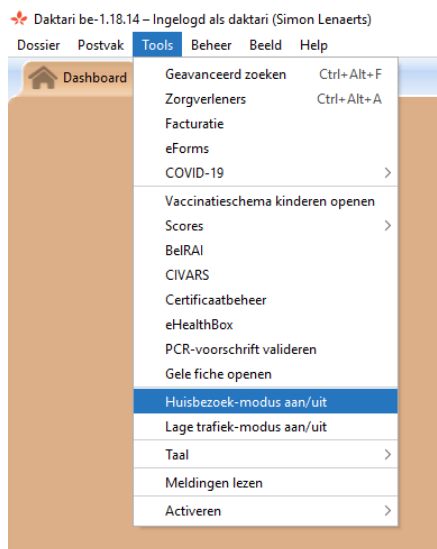 Daktari be-1.18.14 – Ingelogd als daktari (Simon Lenaerts)
Dossier Postvak Tools Beheer Beeld Help
Dashboard
Geavanceerd zoeken Ctrl+Alt+F
Zorgverleners Ctrl+Alt+A
Facturatie
eForms
COVID-19
Vaccinatieschema kinderen openen
Scores
BelRAI
CIVARS
Certificaatbeheer
eHealthBox
PCR-voorschrift valideren
Gele fiche openen
Huisbezoek-modus aan/uit
Lage trafiek-modus aan/uit
Taal
Meldingen lezen
Activeren